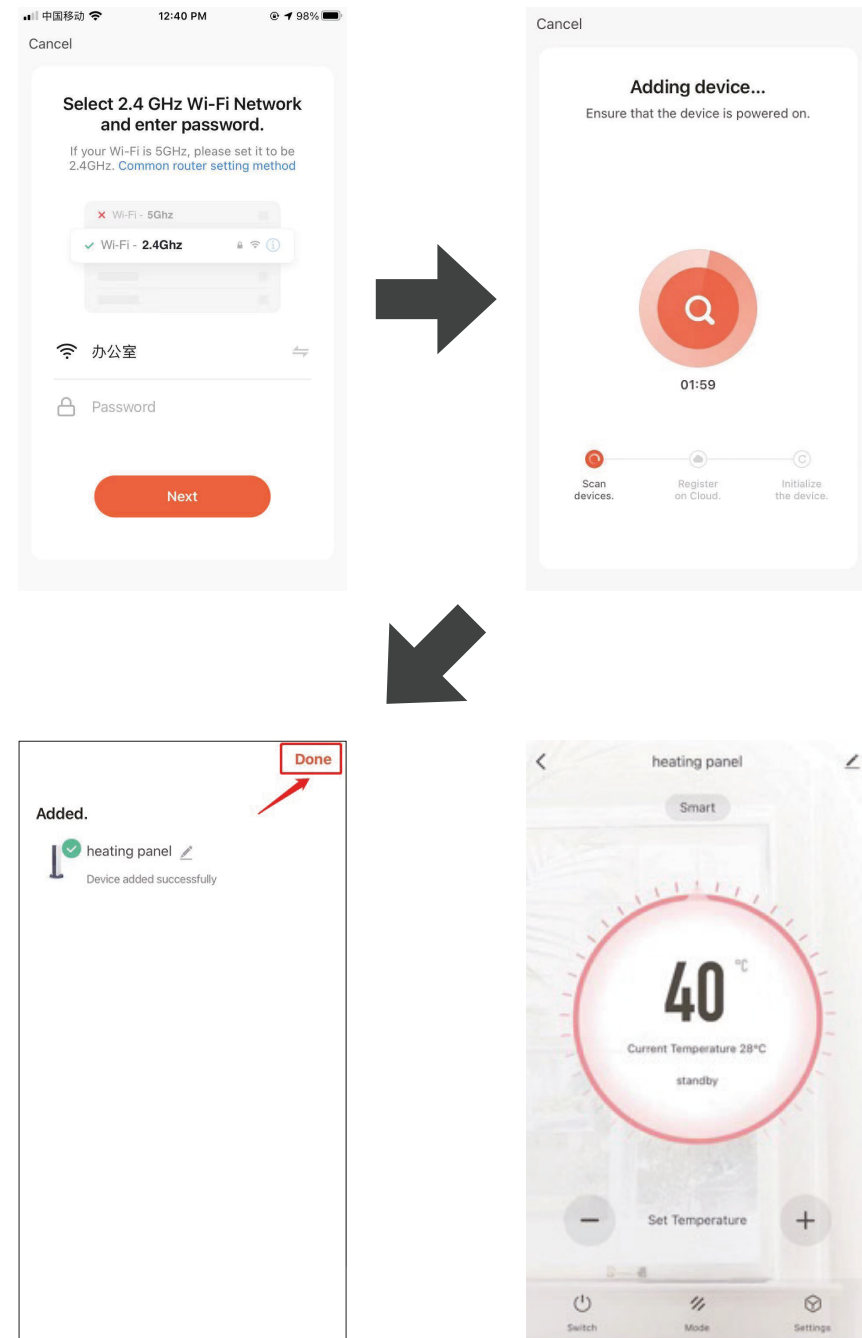 中国移动 12:40 PM 98%
Cancel
Select 2.4 GHz Wi-Fi Network
and enter password.
If your Wi-Fi is 5GHz, please set it to be
2.4GHz. Common router setting method
Wi-Fi - 5Ghz
Wi-Fi - 2.4Ghz
办公室
Password
Next
Cancel
Adding device...
Ensure that the device is powered on.
01:59
Scan
devices.
Register
on Cloud.
Initialize
the device.
Done
Added.
heating panel
Device added successfully
heating panel
Smart
40 °C
Current Temperature 28°C
standby
Set Temperature
Switch
Mode
Settings